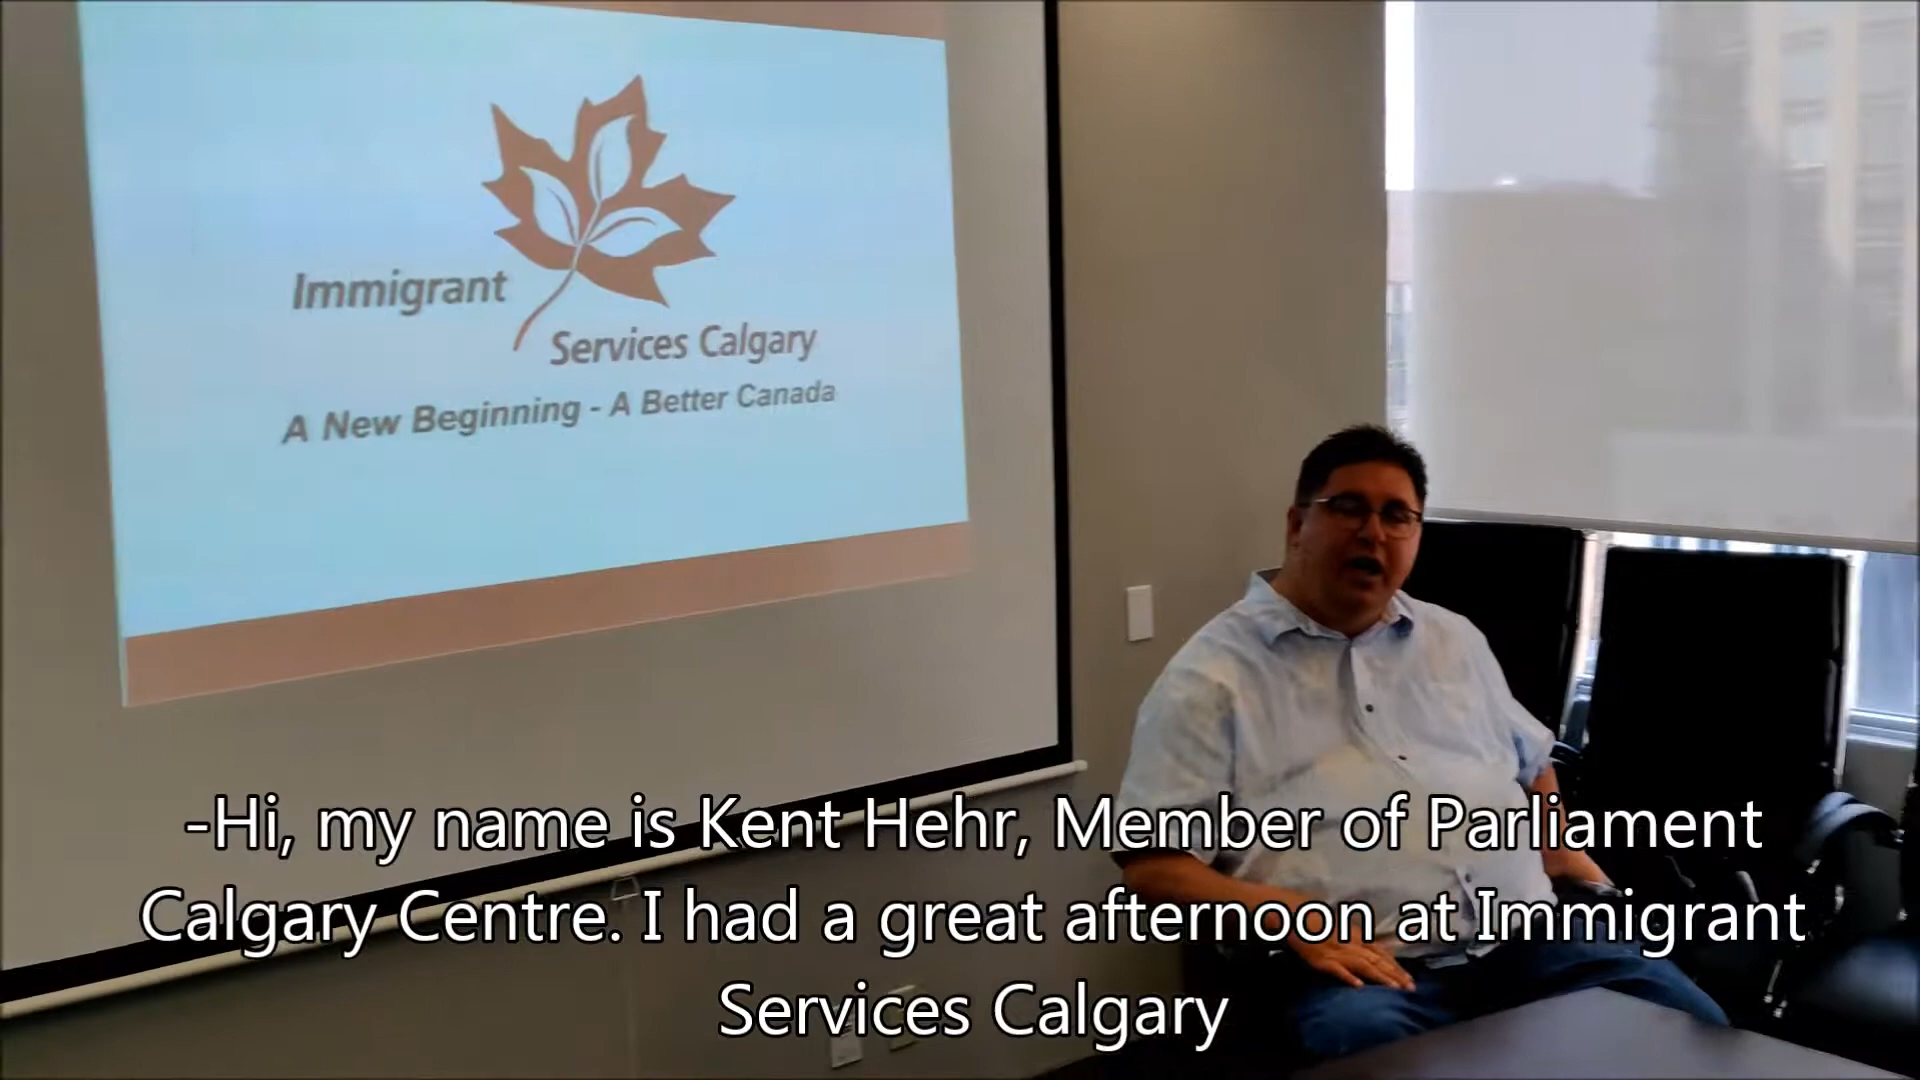 Immigrant
Services Calgary
A New Beginning - A Better Canada
-Hi, my name is Kent Hehr, Member of Parliament
Calgary Centre. I had a great afternoon at Immigrant
Services Calgary